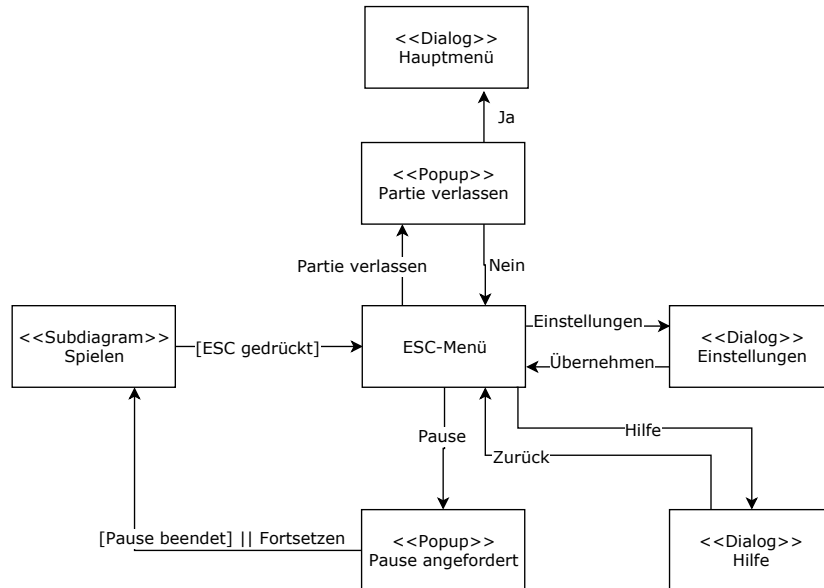 <<Dialog>>
Hauptmenü
Ja
<<Popup>>
Partie verlassen
Partie verlassen
Nein
<<Subdiagram>>
Spielen
[ESC gedrückt]
ESC-Menü
Einstellungen
Übernehmen
<<Dialog>>
Einstellungen
Pause
Hilfe
Zurück
[Pause beendet] || Fortsetzen
<<Popup>>
Pause angefordert
<<Dialog>>
Hilfe